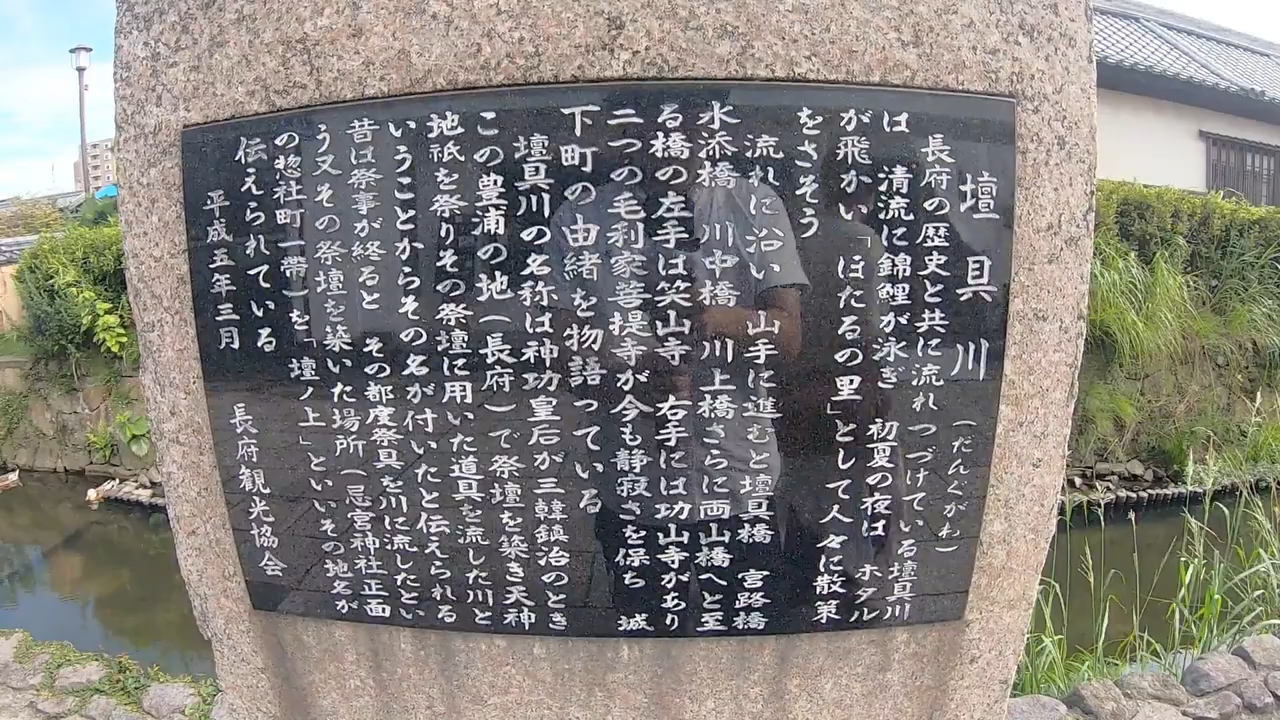 壇具川
(だんぐがわ)
長府の歴史と共に流れつづけている壇具川
は 清流に錦鯉が泳ぎ 初夏の夜は ホタル
が飛かい「ほたるの里」として人々に散策
をさそう
流れに沿い 山手に進むと壇具橋 宮路橋
水添橋 川中橋 川上橋さらに両山橋へと至
る橋の左手は笑山寺 右手には功山寺があり
二つの毛利家菩提寺が今も静寂さを保ち 城
下町の由緒を物語っている
壇具川の名称は神功皇后が三韓鎮治のとき
この豊浦の地(長府)で祭壇を築き天神
地祇を祭りその祭壇に用いた道具を流した川と
いうことからその名が付いたと伝えられる
昔は祭事が終ると その都度祭具を川に流したとい
う又その祭壇を築いた場所(忌宮神社正面
の惣社町一帯)を「壇ノ上」といいその地名が
伝えられている
平成五年三月 長府観光協会